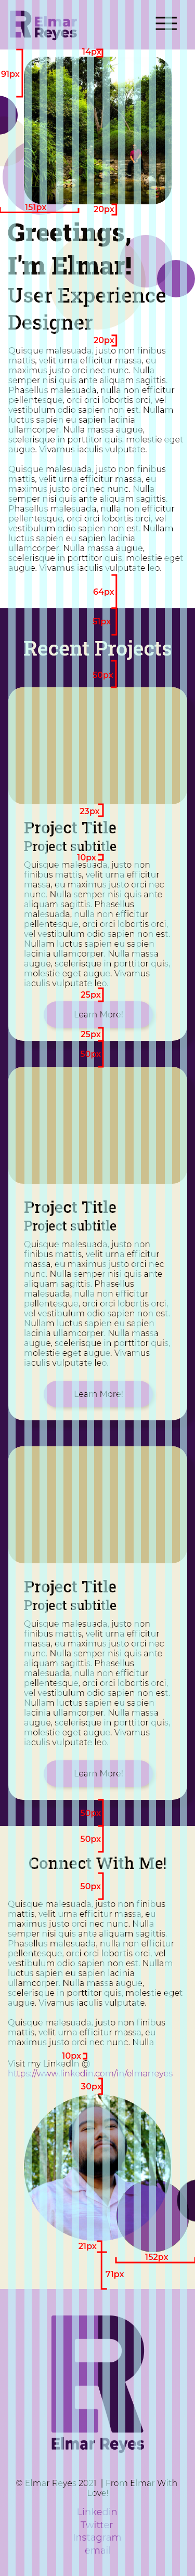 Elmar
Reyes
14px
91px
151px
20px
Greetings,
I'm Elmar!
User Experience
Designer
20px
Quisque malesuada, justo non finibus
mattis, velit urna efficitur massa, eu
maximus justo orci nec nunc. Nulla
semper nisi quis ante aliquam sagittis.
Phasellus malesuada, nulla non efficitur
pellentesque, orci orci lobortis orci, vel
vestibulum odio sapien non est. Nullam
luctus sapien eu sapien lacinia
ullamcorper. Nulla massa augue,
scelerisque in porttitor quis, molestie eget
augue. Vivamus iaculis vulputate.
Quisque malesuada, justo non finibus
mattis, velit urna efficitur massa, eu
maximus justo orci nec nunc. Nulla
semper nisi quis ante aliquam sagittis.
Phasellus malesuada, nulla non efficitur
pellentesque, orci orci lobortis orci, vel
vestibulum odio sapien non est. Nullam
luctus sapien eu sapien lacinia
ullamcorper. Nulla massa augue,
scelerisque in porttitor quis, molestie eget
augue. Vivamus iaculis vulputate leo.
64px
51px
Recent Projects
50px
23px
Project Title
Project subtitle
10px
Quisque malesuada, justo non
finibus mattis, velit urna efficitur
massa, eu maximus justo orci nec
nunc. Nulla semper nisi quis ante
aliquam sagittis. Phasellus
malesuada, nulla non efficitur
pellentesque, orci orci lobortis orci,
vel vestibulum odio sapien non est.
Nullam luctus sapien eu sapien
lacinia ullamcorper. Nulla massa
augue, scelerisque in porttitor quis,
molestie eget augue. Vivamus
iaculis vulputate leo.
25px
Learn More!
25px
50px
Project Title
Project subtitle
Quisque malesuada, justo non
finibus mattis, velit urna efficitur
massa, eu maximus justo orci nec
nunc. Nulla semper nisi quis ante
aliquam sagittis. Phasellus
malesuada, nulla non efficitur
pellentesque, orci orci lobortis orci,
vel vestibulum odio sapien non est.
Nullam luctus sapien eu sapien
lacinia ullamcorper. Nulla massa
augue, scelerisque in porttitor quis,
molestie eget augue. Vivamus
iaculis vulputate leo.
Learn More!
Project Title
Project subtitle
Quisque malesuada, justo non
finibus mattis, velit urna efficitur
massa, eu maximus justo orci nec
nunc. Nulla semper nisi quis ante
aliquam sagittis. Phasellus
malesuada, nulla non efficitur
pellentesque, orci orci lobortis orci,
vel vestibulum odio sapien non est.
Nullam luctus sapien eu sapien
lacinia ullamcorper. Nulla massa
augue, scelerisque in porttitor quis,
molestie eget augue. Vivamus
iaculis vulputate leo.
Learn More!
50px
50px
Connect With Me!
50px
Quisque malesuada, justo non finibus
mattis, velit urna efficitur massa, eu
maximus justo orci nec nunc. Nulla
semper nisi quis ante aliquam sagittis.
Phasellus malesuada, nulla non efficitur
pellentesque, orci orci lobortis orci, vel
vestibulum odio sapien non est. Nullam
luctus sapien eu sapien lacinia
ullamcorper. Nulla massa augue,
scelerisque in porttitor quis, molestie eget
augue. Vivamus iaculis vulputate.
Quisque malesuada, justo non finibus
mattis, velit urna efficitur massa, eu
maximus justo orci nec nunc. Nulla
10px
Visit my LinkedIn @
https://www.linkedin.com/in/elmarreyes
30px
21px
152px
71px
Elmar Reyes
© Elmar Reyes 2021 | From Elmar With
Love!
Linkedin
Twitter
Instagram
email